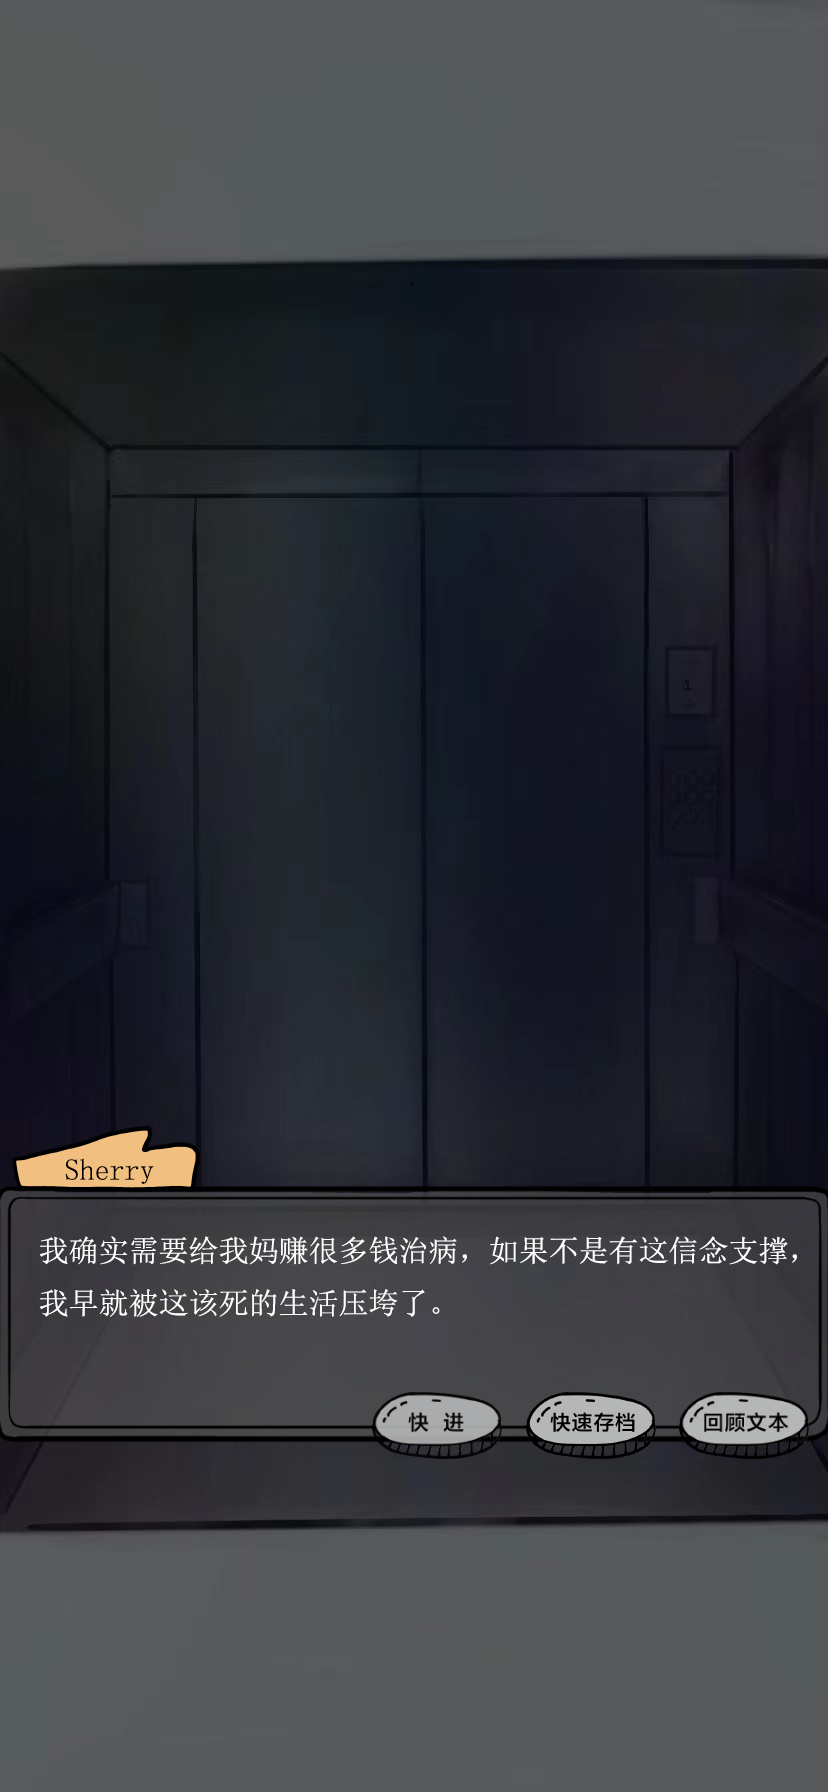 1
Sherry
我确实需要给我妈赚很多钱治病，如果不是有这信念支撑，
我早就被这该死的生活压垮了。
快 进
快速存档
回顾文本